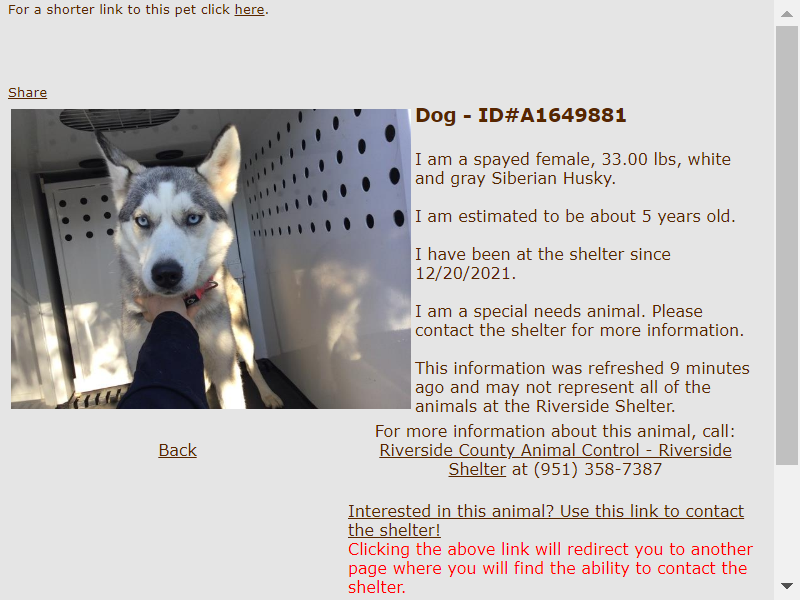 For a shorter link to this pet click here.
Share
Dog - ID#A1649881
I am a spayed female, 33.00 lbs, white
and gray Siberian Husky.
I am estimated to be about 5 years old.
I have been at the shelter since
12/20/2021.
I am a special needs animal. Please
contact the shelter for more information.
This information was refreshed 9 minutes
ago and may not represent all of the
animals at the Riverside Shelter.
Back
For more information about this animal, call:
Riverside County Animal Control - Riverside
Shelter at (951) 358-7387
Interested in this animal? Use this link to contact
the shelter!
Clicking the above link will redirect you to another
page where you will find the ability to contact the
shelter.